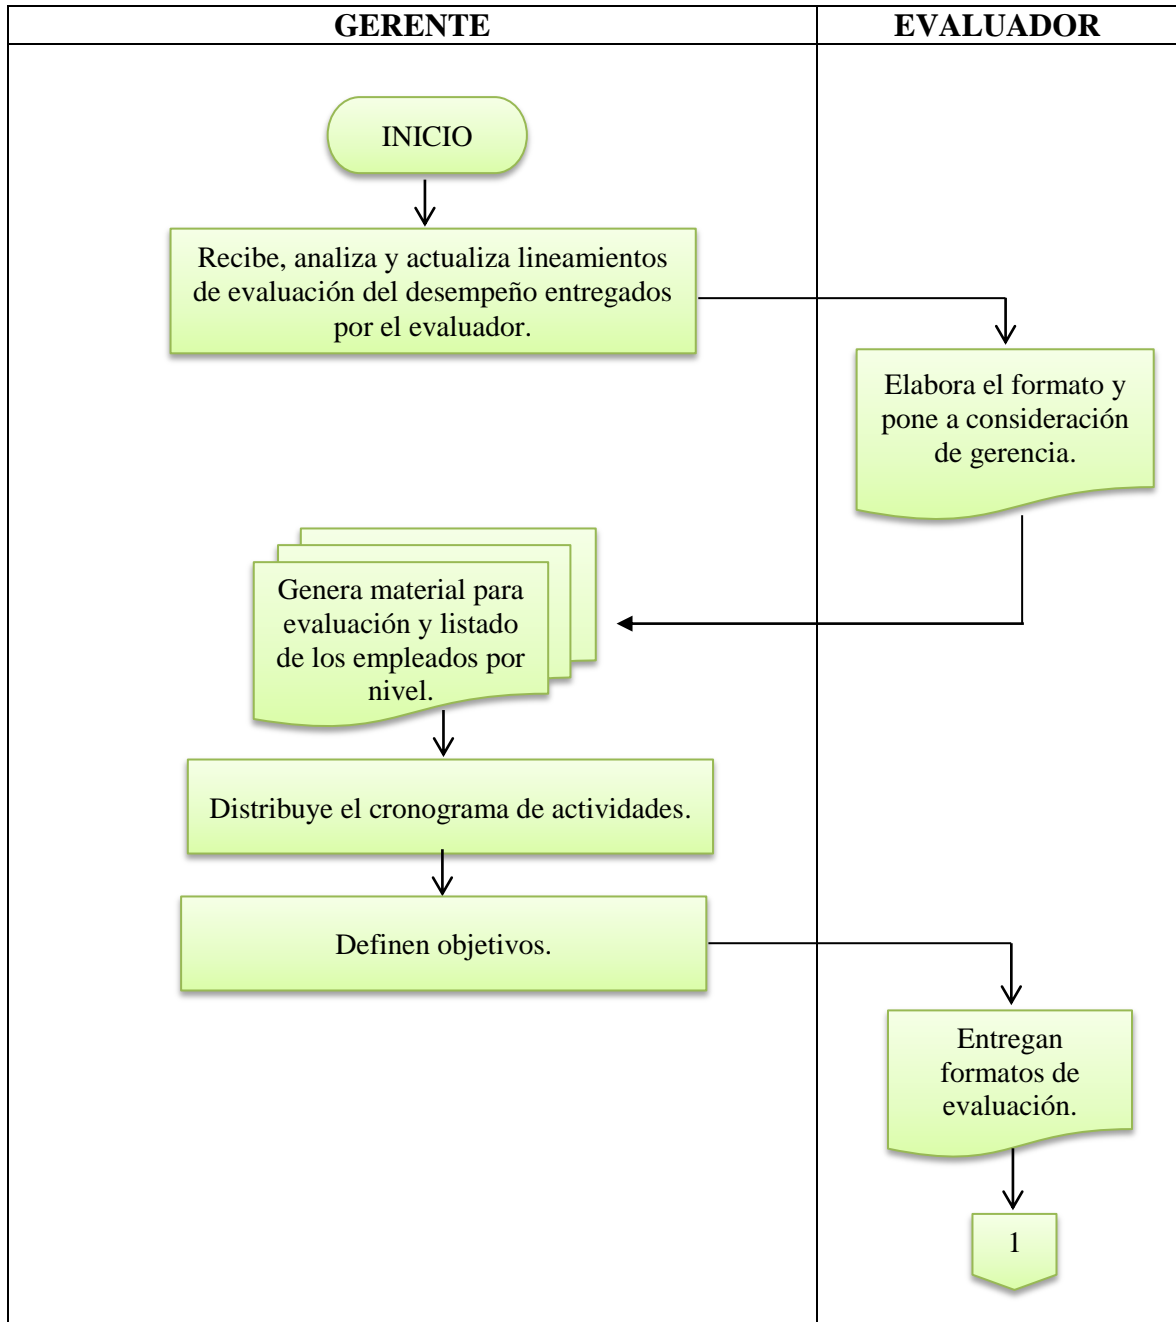 GERENTE
EVALUADOR
INICIO
Recibe, analiza y actualiza lineamientos
de evaluación del desempeño entregados
por el evaluador.
Elabora el formato y
pone a consideración
de gerencia.
Genera material para
evaluación y listado
de los empleados por
nivel.
Distribuye el cronograma de actividades.
Definen objetivos.
Entregan
formatos de
evaluación.
1